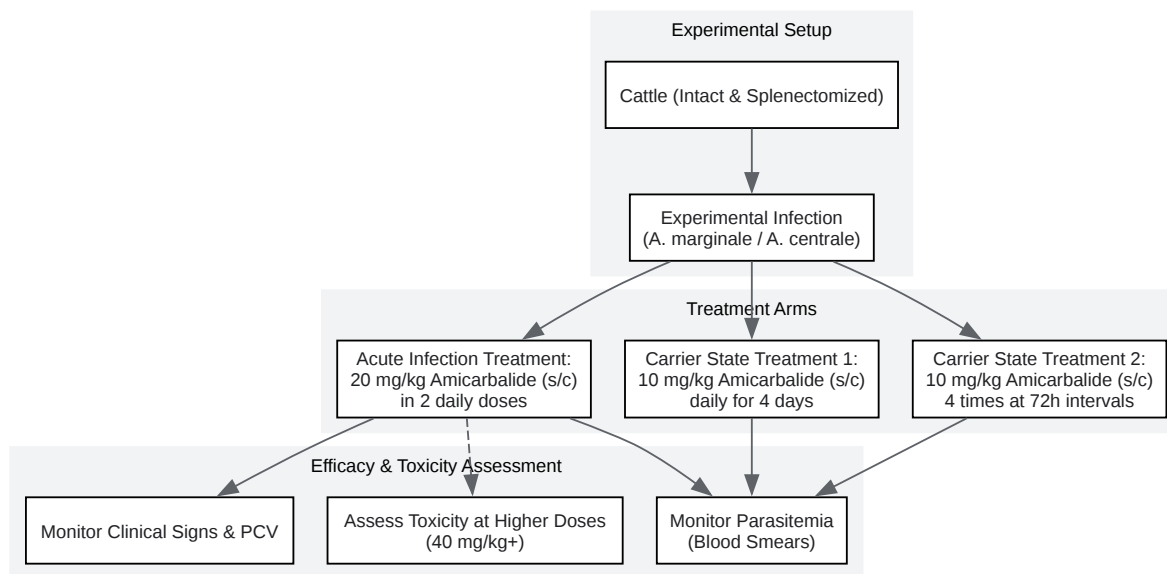 Experimental Setup
Cattle (Intact & Splenectomized)
Experimental Infection
(A. marginale / A. centrale)
Treatment Arms
Acute Infection Treatment:
20 mg/kg Amicarbalide (s/c)
in 2 daily doses
Carrier State Treatment 1:
10 mg/kg Amicarbalide (s/c)
daily for 4 days
Carrier State Treatment 2:
10 mg/kg Amicarbalide (s/c)
4 times at 72h intervals
Efficacy & Toxicity Assessment
Monitor Clinical Signs & PCV
Assess Toxicity at Higher Doses
(40 mg/kg+)
Monitor Parasitemia
(Blood Smears)